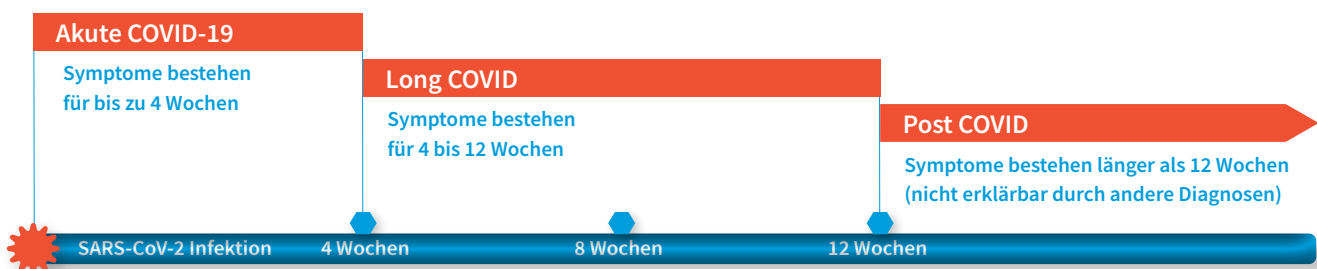 Akute COVID-19
Symptome bestehen
für bis zu 4 Wochen
Long COVID
Symptome bestehen
für 4 bis 12 Wochen
Post COVID
Symptome bestehen länger als 12 Wochen
(nicht erklärbar durch andere Diagnosen)
SARS-CoV-2 Infektion 4 Wochen 8 Wochen 12 Wochen